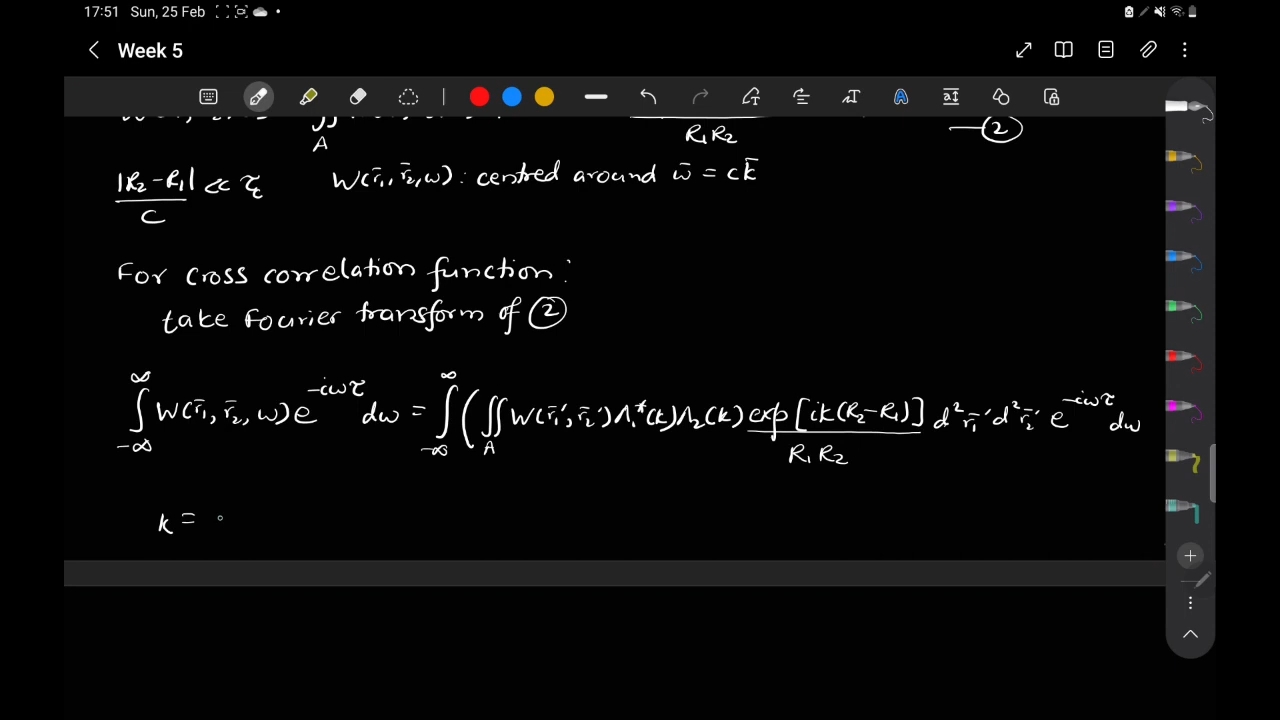 17:51 Sun, 25 Feb
Week 5
A
R₁R₂
②
|R₂-R₁| ≪ τ_c W(r̄₁, r̄₂, ω) : centred around ω̄ = ck̄
C
For cross correlation function :
take Fourier transform of ②
∫_{-∞}^{∞} W(r̄₁, r̄₂, ω) e^{-iωτ} dω = ∫_{-∞}^{∞} (∬_A W(r̄₁', r̄₂') Λ₁*(k) Λ₂(k) exp[ik(R₂-R₁)] d²r̄₁' d²r̄₂' e^{-iωτ} dω
R₁R₂
k =